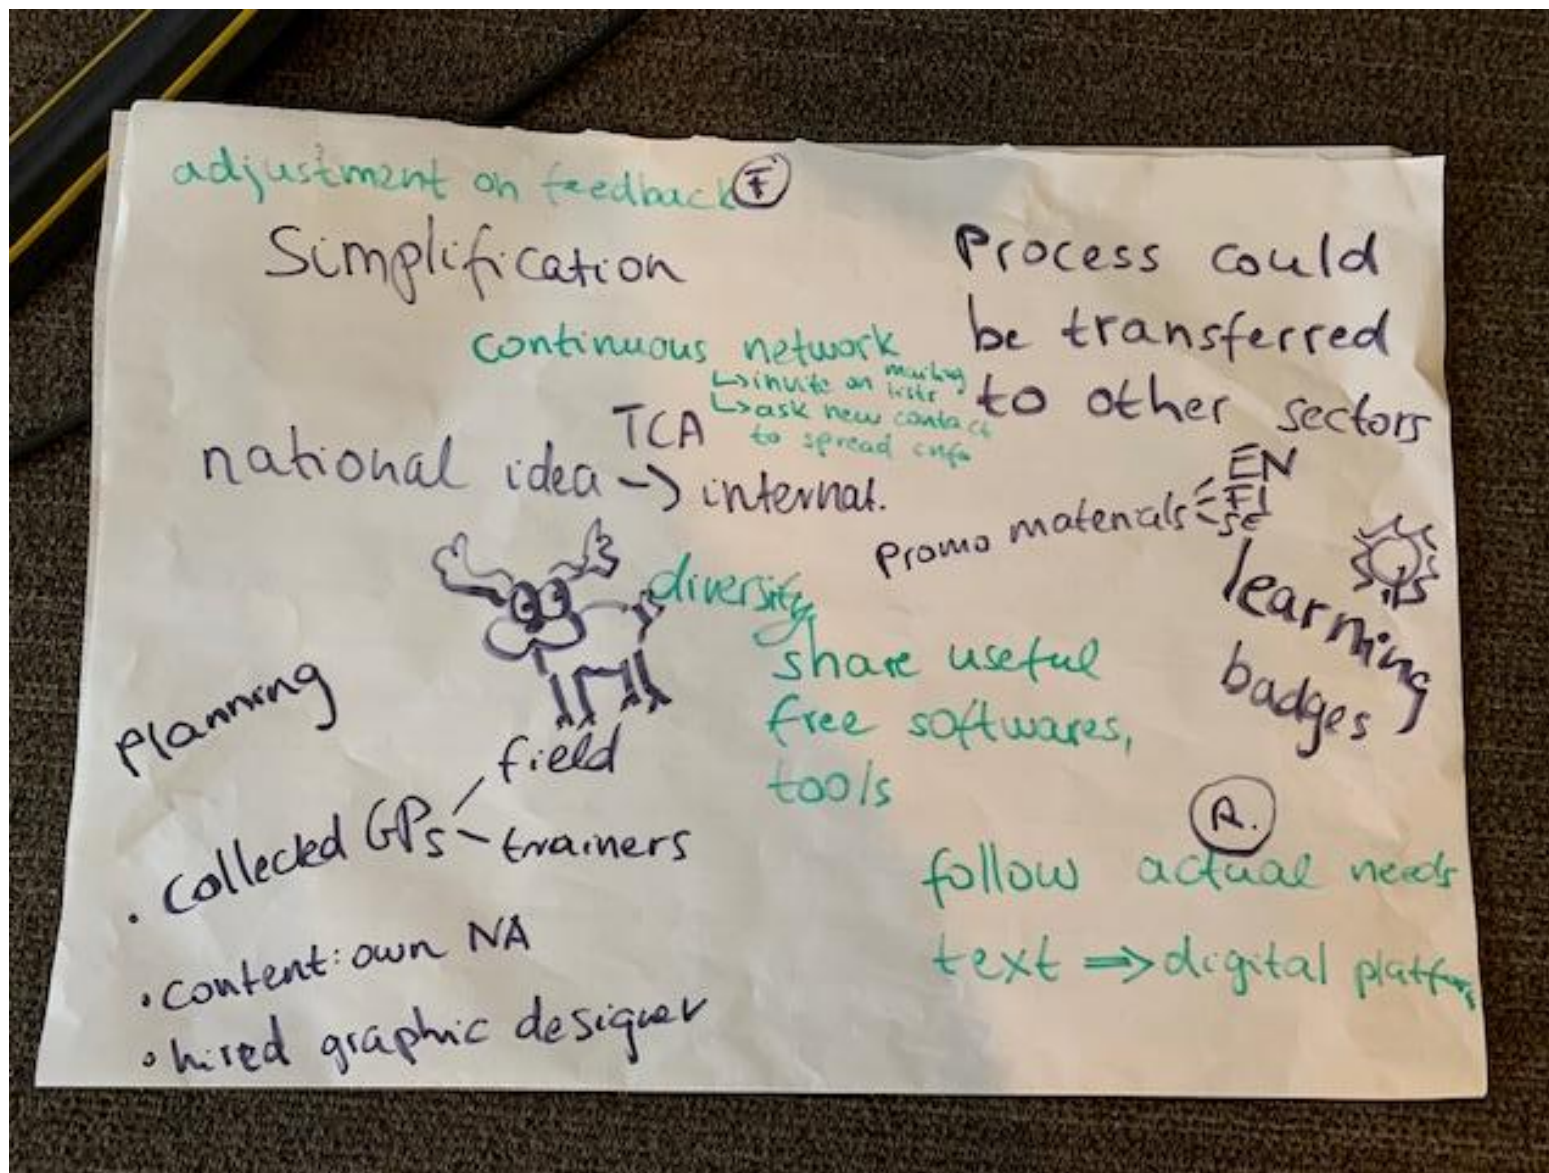 adjustment on feedback F
Simplification
Process could
be transferred
to other sectors
continuous network
↳ invite on mailing lists
↳ ask new contact
to spread info
TCA
national idea -> internat.
Promo materials
EN
FI
SE
learning
badges
diversity,
share useful
free softwares,
tools
Planning
field
• Collected GPs
trainers
• content: own NA
• hired graphic designer
A.
follow actual needs
text => digital platform